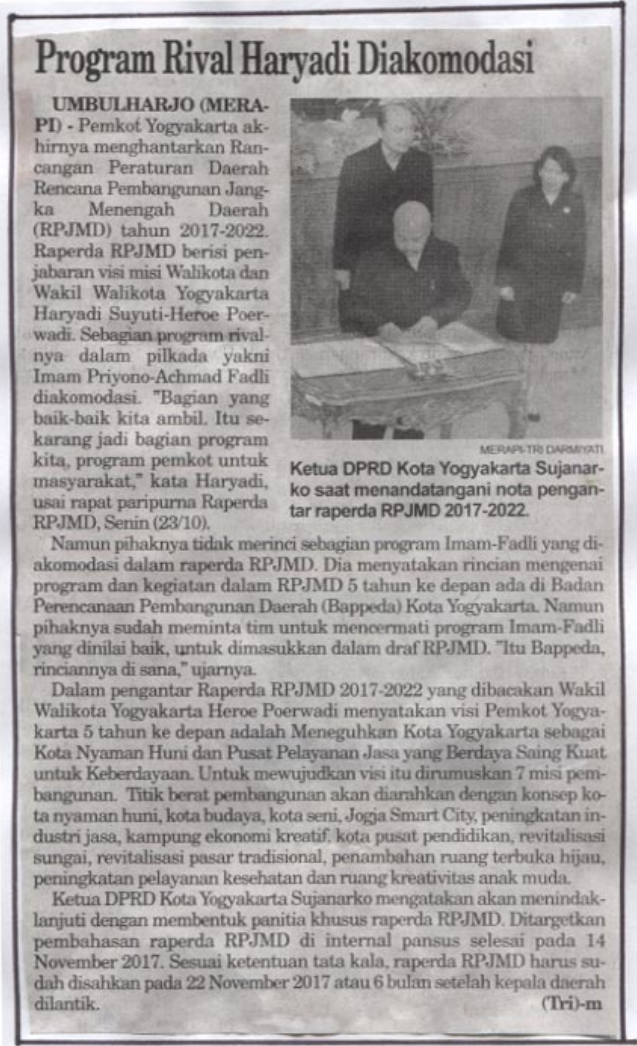 Program Rival Haryadi Diakomodasi
UMBULHARJO (MERA-
PI) - Pemkot Yogyakarta ak-
hirnya menghantarkan Ran-
cangan Peraturan Daerah
Rencana Pembangunan Jang-
ka Menengah Daerah
(RPJMD) tahun 2017-2022.
Raperda RPJMD berisi pen-
jabaran visi misi Walikota dan
Wakil Walikota Yogyakarta
Haryadi Suyuti-Heroe Poer-
wadi. Sebagian program rival-
nya dalam pilkada yakni
Imam Priyono-Achmad Fadli
diakomodasi. "Bagian yang
baik-baik kita ambil. Itu se-
karang jadi bagian program
kita, program pemkot untuk
masyarakat," kata Haryadi,
usai rapat paripurna Raperda
RPJMD, Senin (23/10).
MERAPI-TRI DARMIYATI
Ketua DPRD Kota Yogyakarta Sujanar-
ko saat menandatangani nota pengan-
tar raperda RPJMD 2017-2022.
Namun pihaknya tidak merinci sebagian program Imam-Fadli yang di-
akomodasi dalam raperda RPJMD. Dia menyatakan rincian mengenai
program dan kegiatan dalam RPJMD 5 tahun ke depan ada di Badan
Perencanaan Pembangunan Daerah (Bappeda) Kota Yogyakarta. Namun
pihaknya sudah meminta tim untuk mencermati program Imam-Fadli
yang dinilai baik, untuk dimasukkan dalam draf RPJMD. "Itu Bappeda,
rinciannya di sana," ujarnya.
Dalam pengantar Raperda RPJMD 2017-2022 yang dibacakan Wakil
Walikota Yogyakarta Heroe Poerwadi menyatakan visi Pemkot Yogya-
karta 5 tahun ke depan adalah Meneguhkan Kota Yogyakarta sebagai
Kota Nyaman Huni dan Pusat Pelayanan Jasa yang Berdaya Saing Kuat
untuk Keberdayaan. Untuk mewujudkan visi itu dirumuskan 7 misi pem-
bangunan. Titik berat pembangunan akan diarahkan dengan konsep ko-
ta nyaman huni, kota budaya, kota seni, Jogja Smart City, peningkatan in-
dustri jasa, kampung ekonomi kreatif, kota pusat pendidikan, revitalisasi
sungai, revitalisasi pasar tradisional, penambahan ruang terbuka hijau,
peningkatan pelayanan kesehatan dan ruang kreativitas anak muda.
Ketua DPRD Kota Yogyakarta Sujanarko mengatakan akan menindak-
lanjuti dengan membentuk panitia khusus raperda RPJMD. Ditargetkan
pembahasan raperda RPJMD di internal pansus selesai pada 14
November 2017. Sesuai ketentuan tata kala, raperda RPJMD harus su-
dah disahkan pada 22 November 2017 atau 6 bulan setelah kepala daerah
dilantik. (Tri)-m